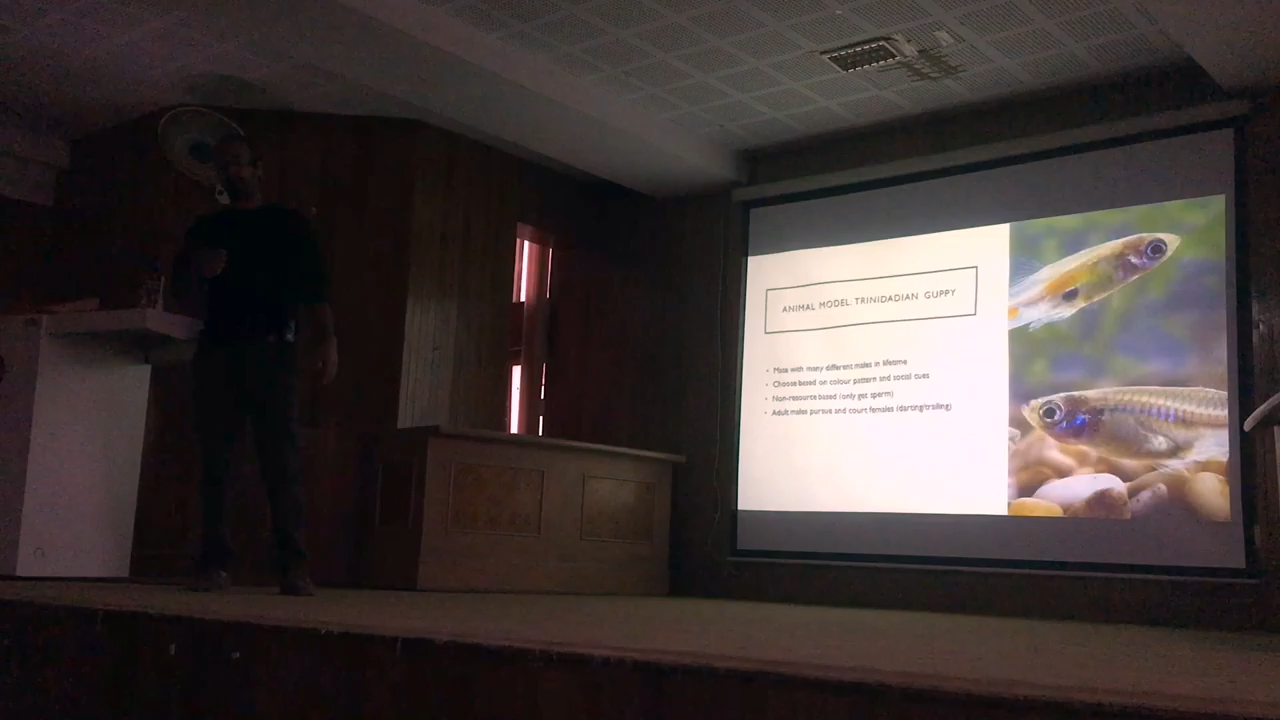 ANIMAL MODEL: TRINIDADIAN GUPPY
• Mate with many different males in lifetime
• Choose based on colour pattern and social cues
• Non-resource based (only get sperm)
• Adult males pursue and court females (darting/trailing)